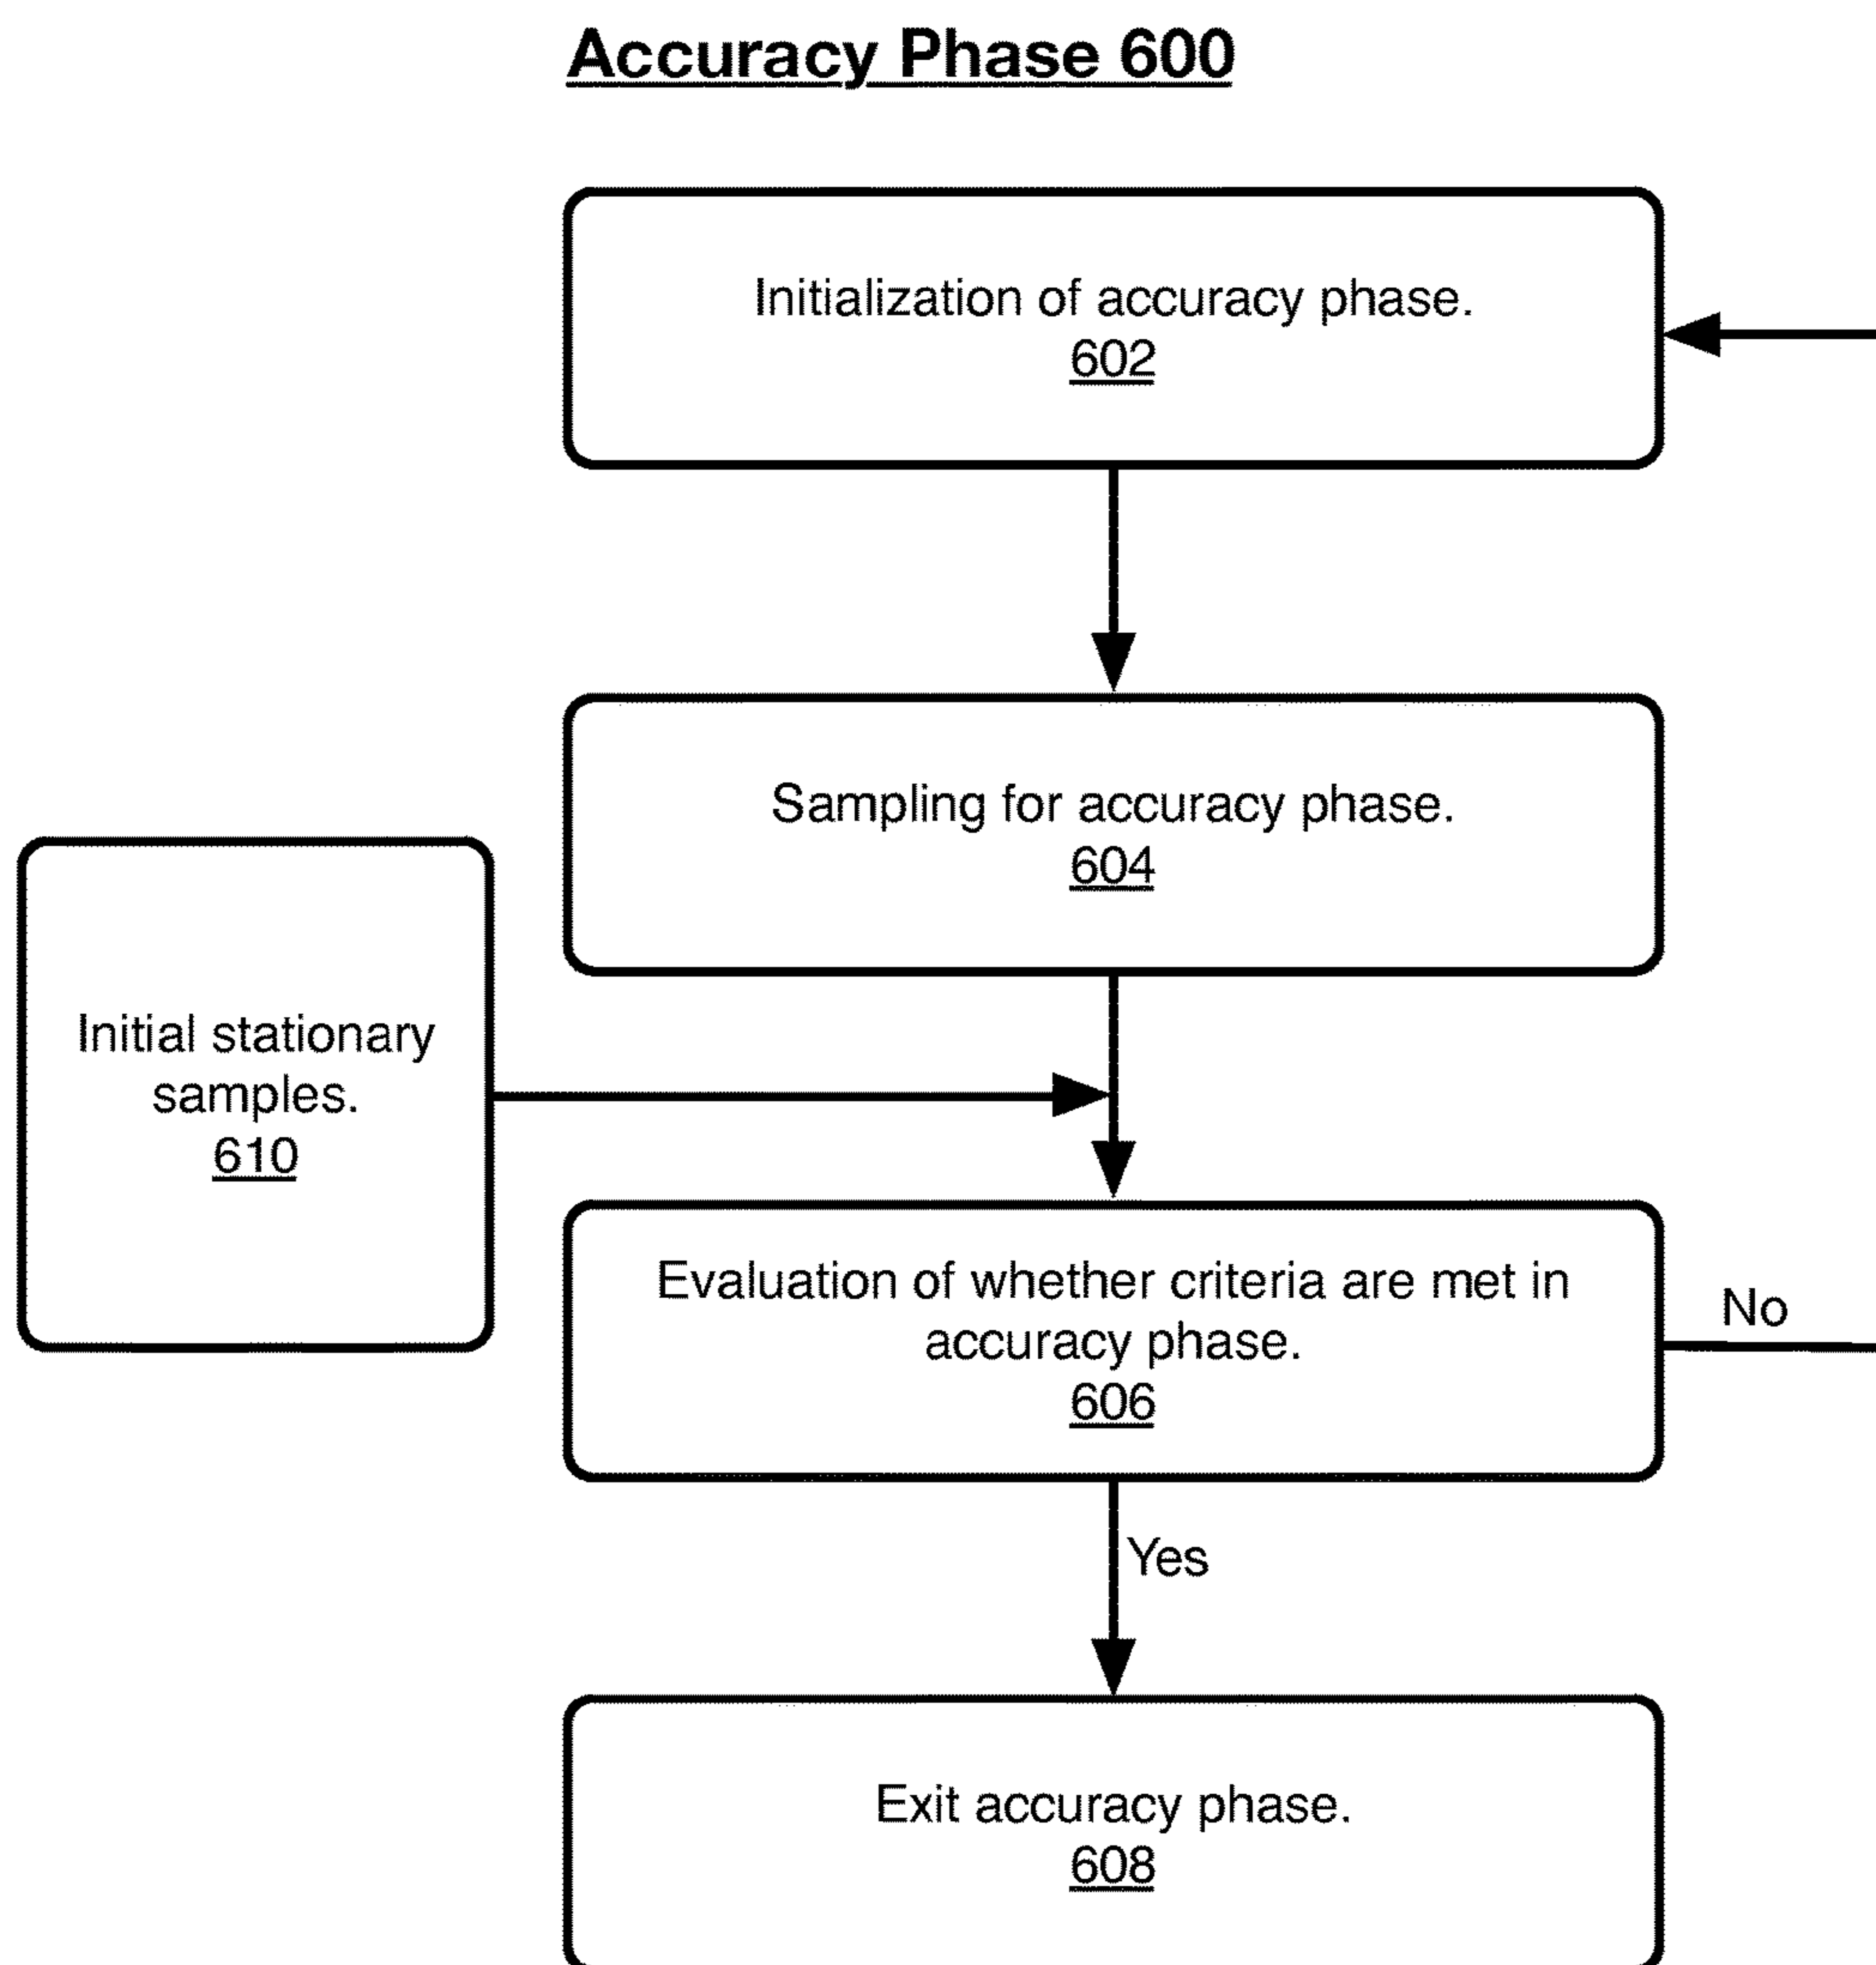 Accuracy Phase 600
Initialization of accuracy phase.
602
Sampling for accuracy phase.
604
Initial stationary
samples.
610
Evaluation of whether criteria are met in
accuracy phase.
606
No
Yes
Exit accuracy phase.
608